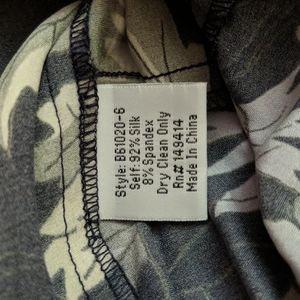 Style: B61020-6
Self: 92% Silk
8% Spandex
Dry Clean Only
Rn# 149414
Made In China